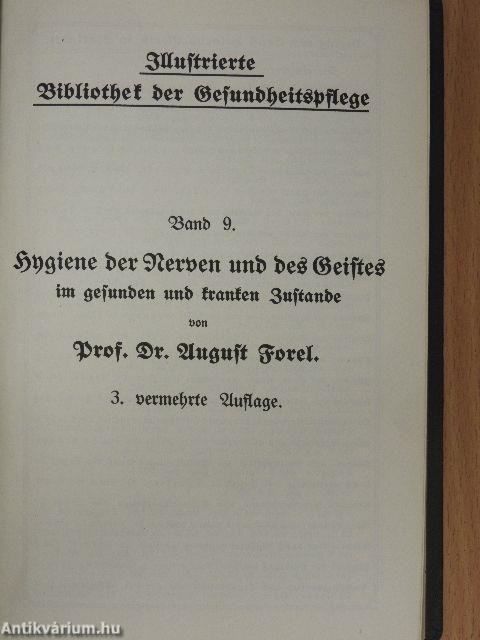 Illustrierte
Bibliothek der Gesundheitspflege
Band 9.
Hygiene der Nerven und des Geistes
im gesunden und kranken Zustande
von
Prof. Dr. August Forel.
3. vermehrte Auflage.
Antikvárium.hu